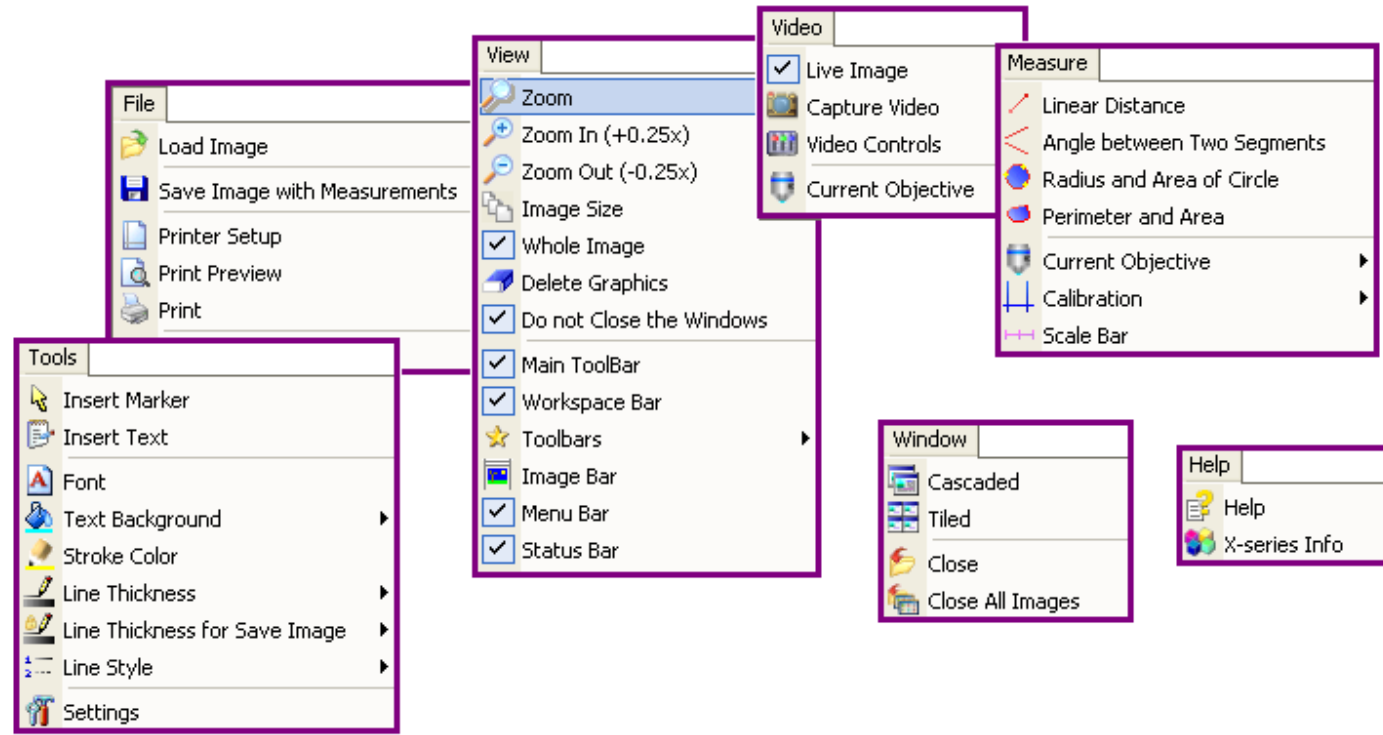 File
Load Image
Save Image with Measurements
Printer Setup
Print Preview
Print
Tools
Insert Marker
Insert Text
Font
Text Background
Stroke Color
Line Thickness
Line Thickness for Save Image
Line Style
Settings
View
Zoom
Zoom In (+0.25x)
Zoom Out (-0.25x)
Image Size
Whole Image
Delete Graphics
Do not Close the Windows
Main ToolBar
Workspace Bar
Toolbars
Image Bar
Menu Bar
Status Bar
Video
Live Image
Capture Video
Video Controls
Current Objective
Measure
Linear Distance
Angle between Two Segments
Radius and Area of Circle
Perimeter and Area
Current Objective
Calibration
Scale Bar
Window
Cascaded
Tiled
Close
Close All Images
Help
Help
X-series Info